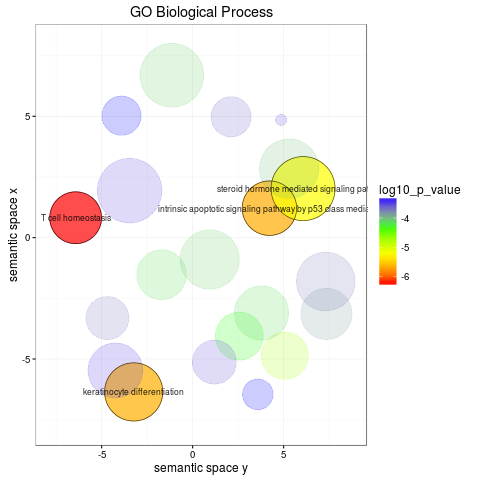 GO Biological Process
semantic space x
5
0
-5
steroid hormone mediated signaling pat
intrinsic apoptotic signaling pathway by p53 class media
T cell homeostasis
keratinocyte differentiation
-5
0
5
semantic space y
log10_p_value
-4
-5
-6